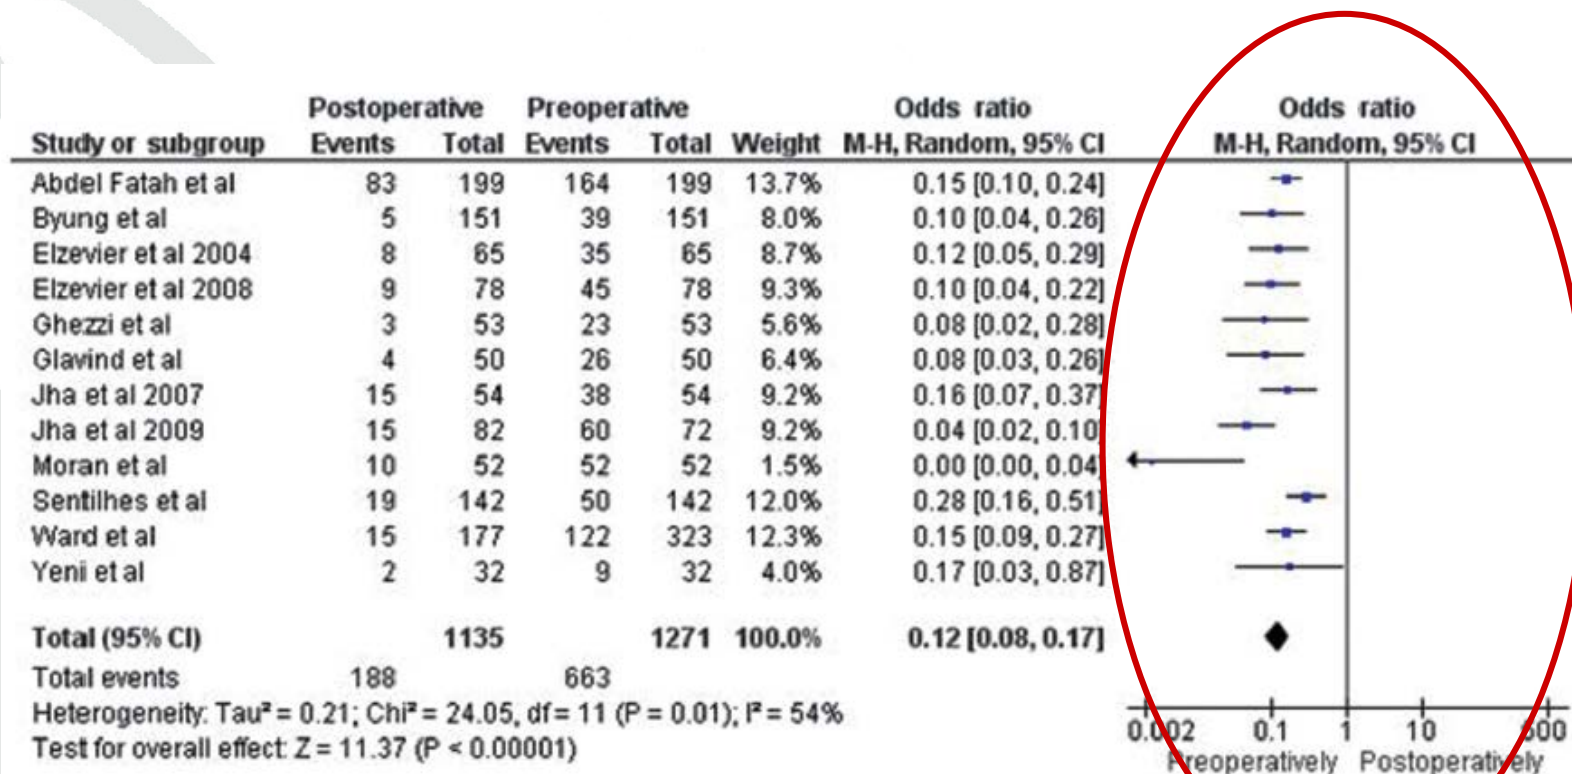 Postoperative Preoperative Odds ratio Odds ratio
Study or subgroup Events Total Events Total Weight M-H, Random, 95% CI M-H, Random, 95% CI
Abdel Fatah et al 83 199 164 199 13.7% 0.15 [0.10, 0.24]
Byung et al 5 151 39 151 8.0% 0.10 [0.04, 0.26]
Elzevier et al 2004 8 65 35 65 8.7% 0.12 [0.05, 0.29]
Elzevier et al 2008 9 78 45 78 9.3% 0.10 [0.04, 0.22]
Ghezzi et al 3 53 23 53 5.6% 0.08 [0.02, 0.28]
Glavind et al 4 50 26 50 6.4% 0.08 [0.03, 0.26]
Jha et al 2007 15 54 38 54 9.2% 0.16 [0.07, 0.37]
Jha et al 2009 15 82 60 72 9.2% 0.04 [0.02, 0.10]
Moran et al 10 52 52 52 1.5% 0.00 [0.00, 0.04]
Sentilhes et al 19 142 50 142 12.0% 0.28 [0.16, 0.51]
Ward et al 15 177 122 323 12.3% 0.15 [0.09, 0.27]
Yenii et al 2 32 9 32 4.0% 0.17 [0.03, 0.87]
Total (95% CI) 1135 1271 100.0% 0.12 [0.08, 0.17]
Total events 188 663
Heterogeneity: Tau² = 0.21; Chi² = 24.05, df = 11 (P = 0.01); I² = 54%
Test for overall effect: Z = 11.37 (P < 0.00001)
0.002 0.1 1 10 500
Preoperatively Postoperatively